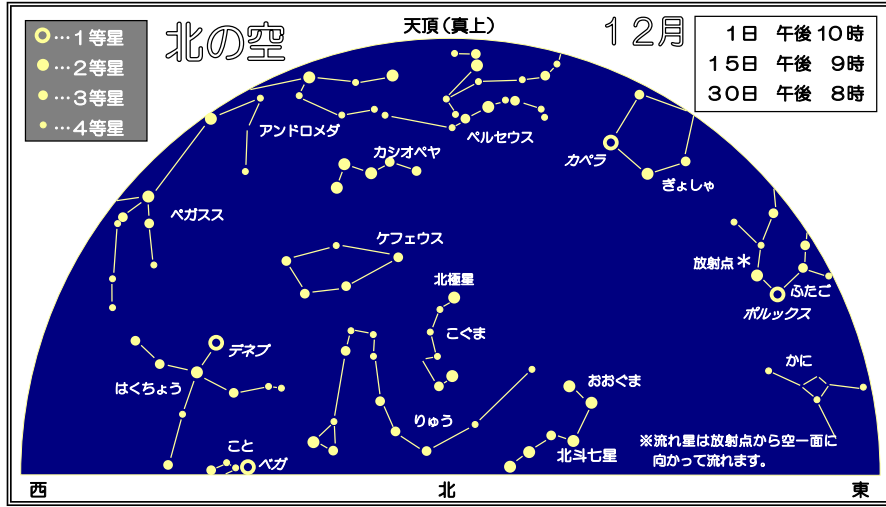 …１等星
…２等星
…３等星
…４等星
北の空
天頂（真上）
１２月
１日　午後１０時
１５日　午後　９時
３０日　午後　８時
アンドロメダ
ペルセウス
カシオペヤ
カペラ
ぎょしゃ
ペガスス
ケフェウス
放射点＊
北極星
ふたご
ポルックス
こぐま
デネブ
はくちょう
かに
おおぐま
りゅう
こと
ベガ
北斗七星
※流れ星は放射点から空一面に
向かって流れます。
西
北
東